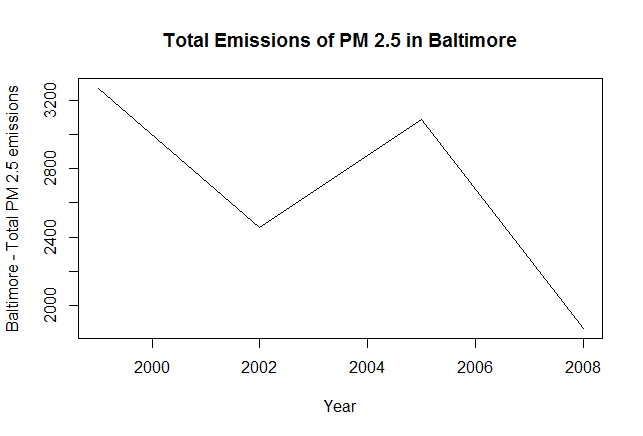 Total Emissions of PM 2.5 in Baltimore
Baltimore - Total PM 2.5 emissions
3200
2800
2400
2000
2000 2002 2004 2006 2008
Year